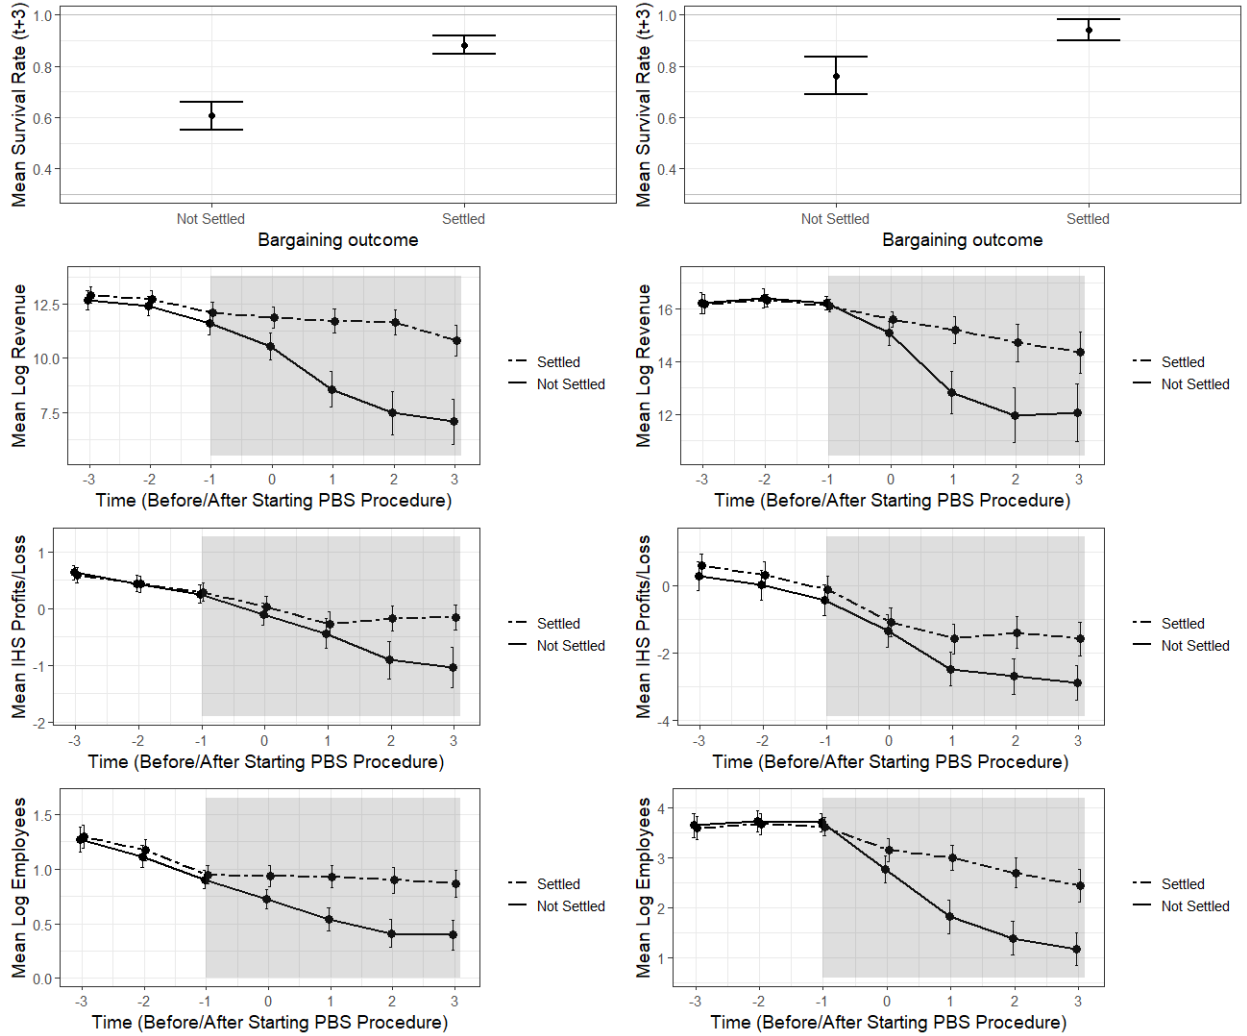 Mean Survival Rate (t+3)
1.0
0.8
0.6
0.4
Not Settled
Settled
Bargaining outcome
Mean Survival Rate (t+3)
1.0
0.8
0.6
0.4
Not Settled
Settled
Bargaining outcome
Mean Log Revenue
12.5
10.0
7.5
-3 -2 -1 0 1 2 3
Time (Before/After Starting PBS Procedure)
Settled
Not Settled
Mean Log Revenue
16
14
12
-3 -2 -1 0 1 2 3
Time (Before/After Starting PBS Procedure)
Settled
Not Settled
Mean IHS Profits/Loss
1
0
-1
-2
-3 -2 -1 0 1 2 3
Time (Before/After Starting PBS Procedure)
Settled
Not Settled
Mean IHS Profits/Loss
0
-2
-4
-3 -2 -1 0 1 2 3
Time (Before/After Starting PBS Procedure)
Settled
Not Settled
Mean Log Employees
1.5
1.0
0.5
0.0
-3 -2 -1 0 1 2 3
Time (Before/After Starting PBS Procedure)
Settled
Not Settled
Mean Log Employees
4
3
2
1
-3 -2 -1 0 1 2 3
Time (Before/After Starting PBS Procedure)
Settled
Not Settled